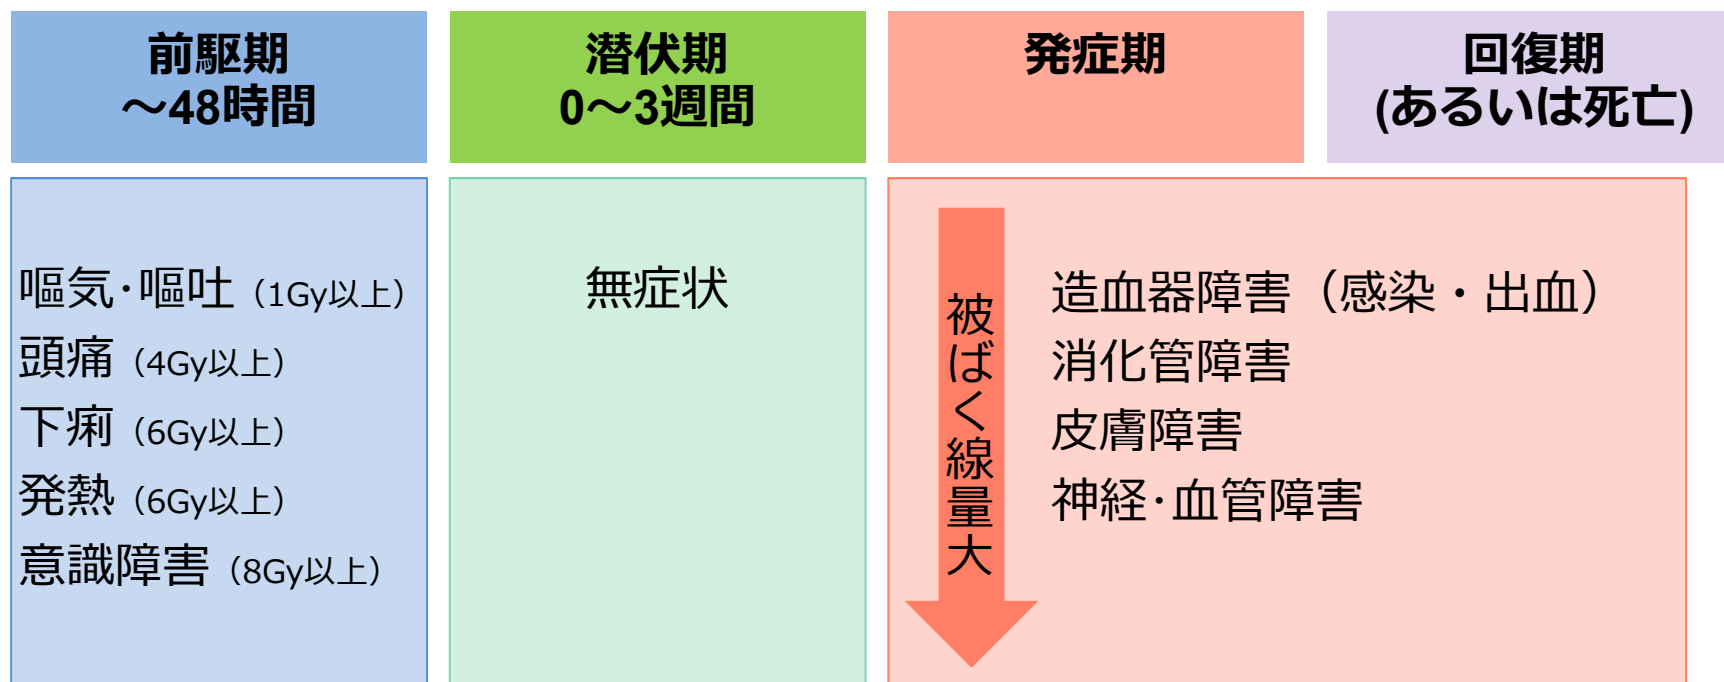 前駆期
～48時間
潜伏期
0～3週間
発症期
回復期
(あるいは死亡)
嘔気･嘔吐（1Gy以上）
頭痛（4Gy以上）
下痢（6Gy以上）
発熱（6Gy以上）
意識障害（8Gy以上）
無症状
被ばく線量大
造血器障害（感染・出血）
消化管障害
皮膚障害
神経･血管障害